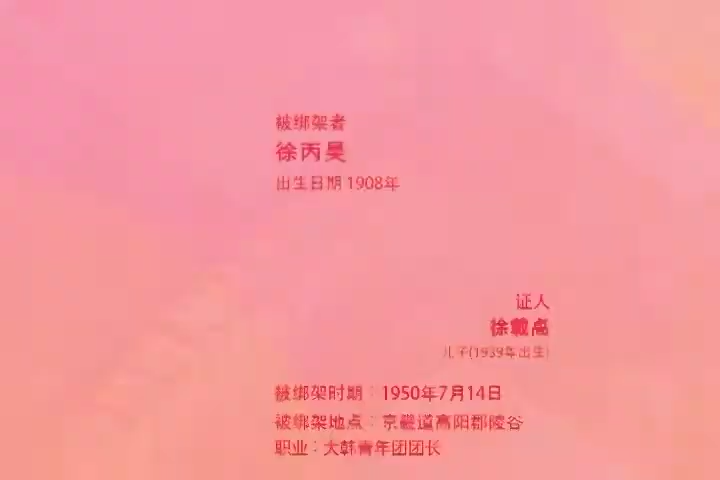 被绑架者
徐丙昊
出生日期 1908年
证人
徐載高
儿子(1939年出生)
被绑架时期：1950年7月14日
被绑架地点：京畿道高阳郡陵谷
职业：大韩青年团团长